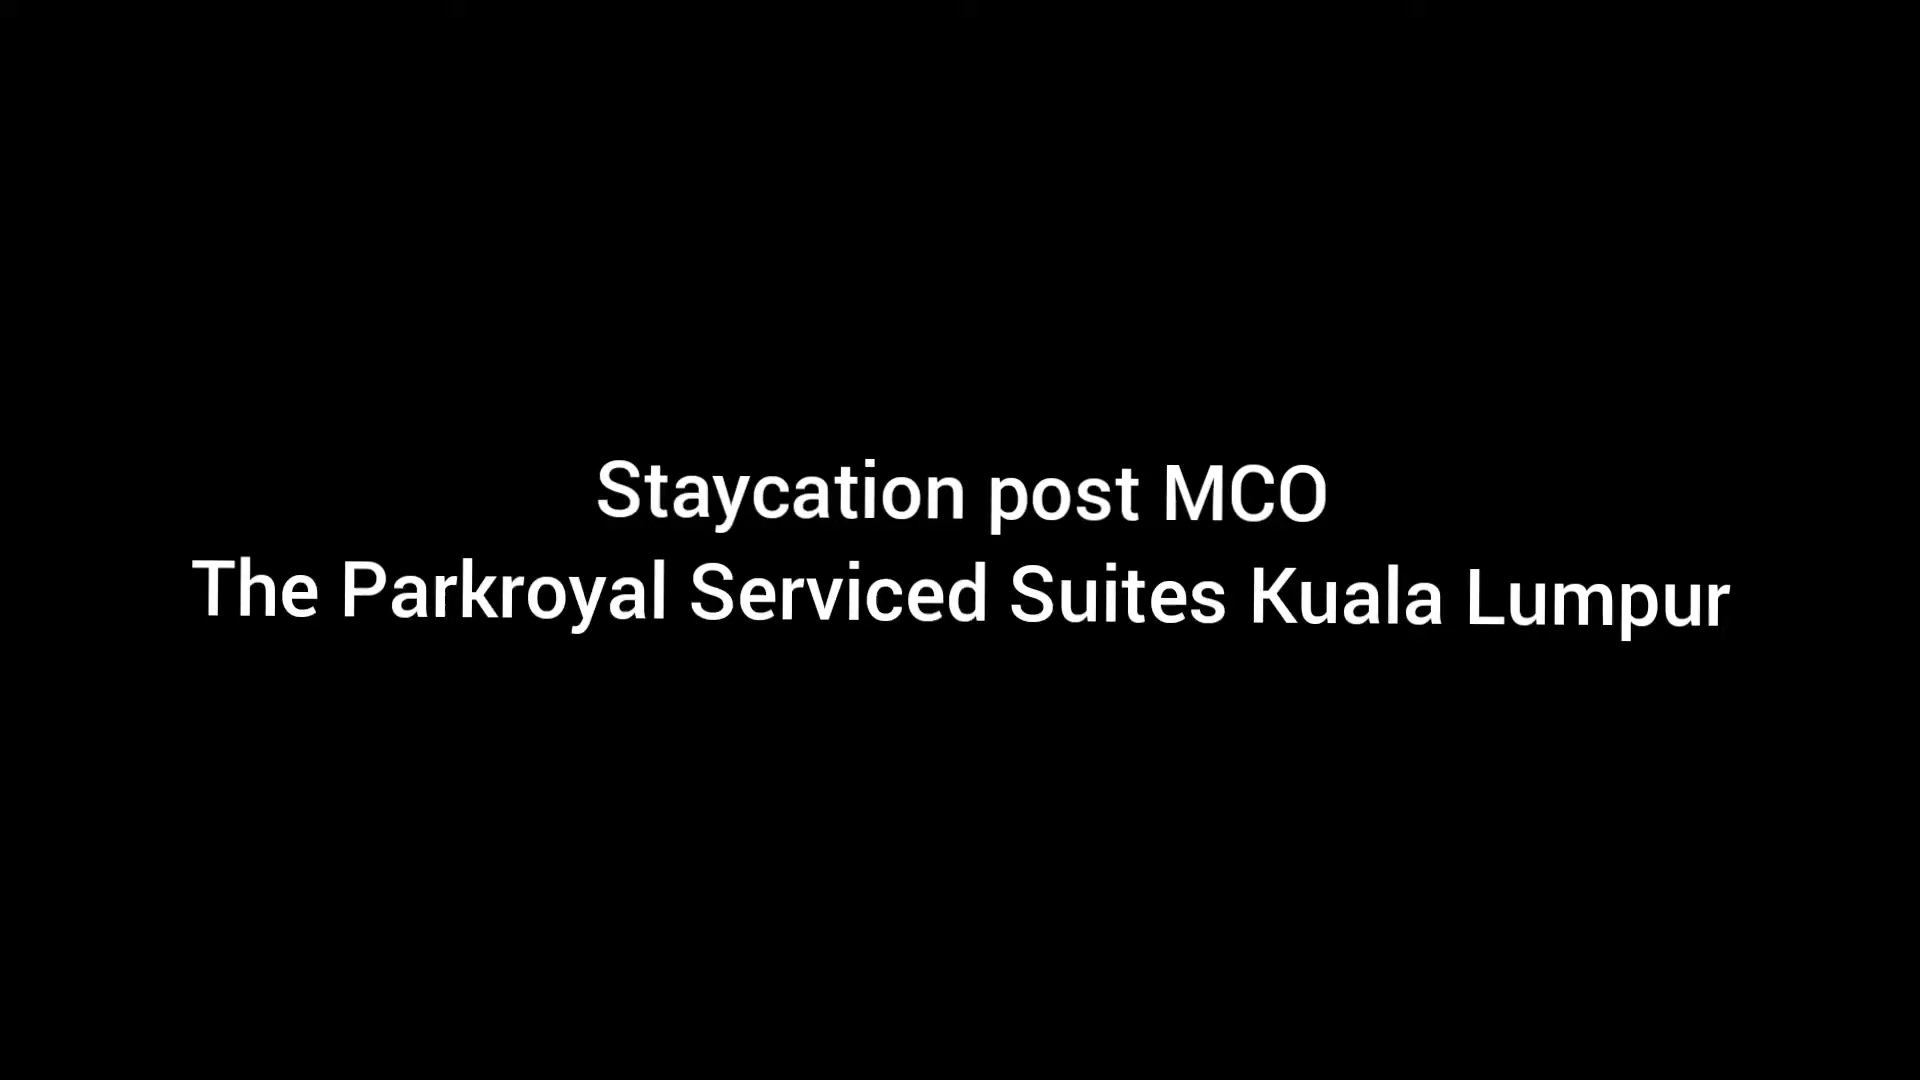 Staycation post MCO
The Parkroyal Serviced Suites Kuala Lumpur